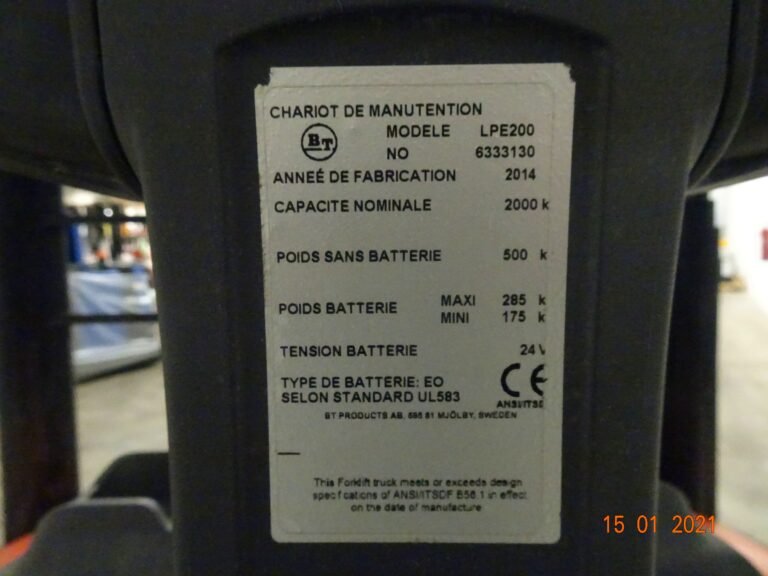 CHARIOT DE MANUTENTION
BT
MODELE LPE200
NO 6333130
ANNEÉ DE FABRICATION 2014
CAPACITE NOMINALE 2000 k
POIDS SANS BATTERIE 500 k
POIDS BATTERIE MAXI 285 k
MINI 175 k
TENSION BATTERIE 24 V
TYPE DE BATTERIE: EO
SELON STANDARD UL583
CE
ANSI/ITSD
BT PRODUCTS AB, 595 81 MJÖLBY, SWEDEN
This Forklift truck meets or exceeds design
specifications of ANSI/ITSDF B56.1 in effect
on the date of manufacture
15 01 2021